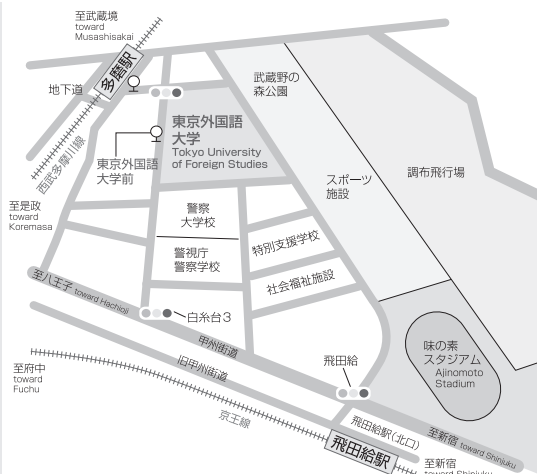 至武蔵境
toward
Musashisakai
多磨駅
地下道
西武多摩川線
至是政
toward
Koremasa
東京外国語
大学前
東京外国語
大学
Tokyo University
of Foreign Studies
武蔵野の
森公園
スポーツ
施設
調布飛行場
警察
大学校
警視庁
警察学校
特別支援学校
社会福祉施設
至八王子 toward Hachioji
白糸台3
甲州街道
旧甲州街道
飛田給
味の素
スタジアム
Ajinomoto
Stadium
至府中
toward
Fuchu
京王線
飛田給駅(北口)
飛田給駅
至新宿 toward Shinjuku
至新宿
toward Shinjuku